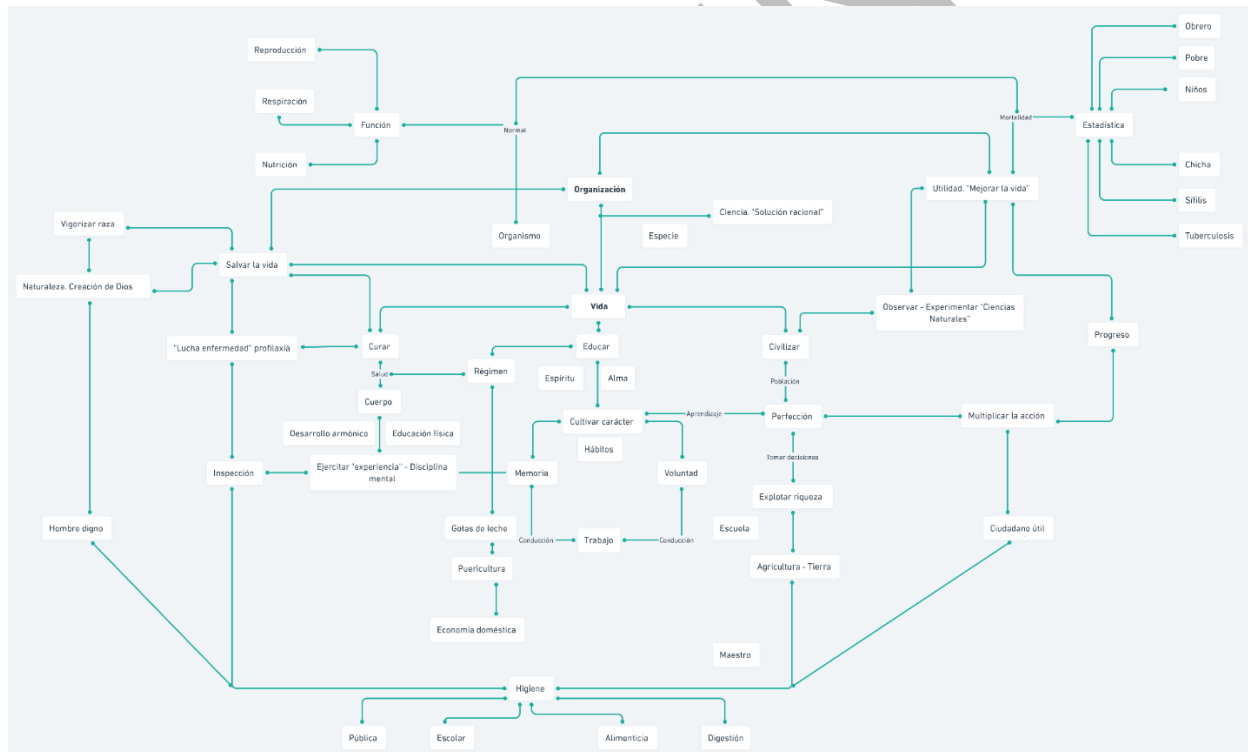 Obrero
Reproducción
Pobre
Niños
Respiración
Mortalidad
Función
Normal
Estadística
Nutrición
Chicha
Organización
Utilidad. "Mejorar la vida"
Sífilis
Ciencia. "Solución racional"
Vigorizar raza
Organismo
Especie
Tuberculosis
Salvar la vida
Naturaleza. Creación de Dios
Vida
Observar - Experimentar "Ciencias
Naturales"
Progreso
"Lucha enfermedad" profilaxia
Curar
Educar
Civilizar
Salud
Régimen
Espíritu
Alma
Población
Cuerpo
Cultivar carácter
Aprendizaje
Perfección
Multiplicar la acción
Desarrollo armónico
Educación física
Hábitos
Tomar decisiones
Inspección
Ejercitar "experiencia" - Disciplina
mental
Memoria
Voluntad
Explotar riqueza
Hombre digno
Gotas de leche
Escuela
Ciudadano útil
Conducción
Trabajo
Conducción
Puericultura
Agricultura - Tierra
Economía doméstica
Maestro
Higiene
Pública
Escolar
Alimenticia
Digestión